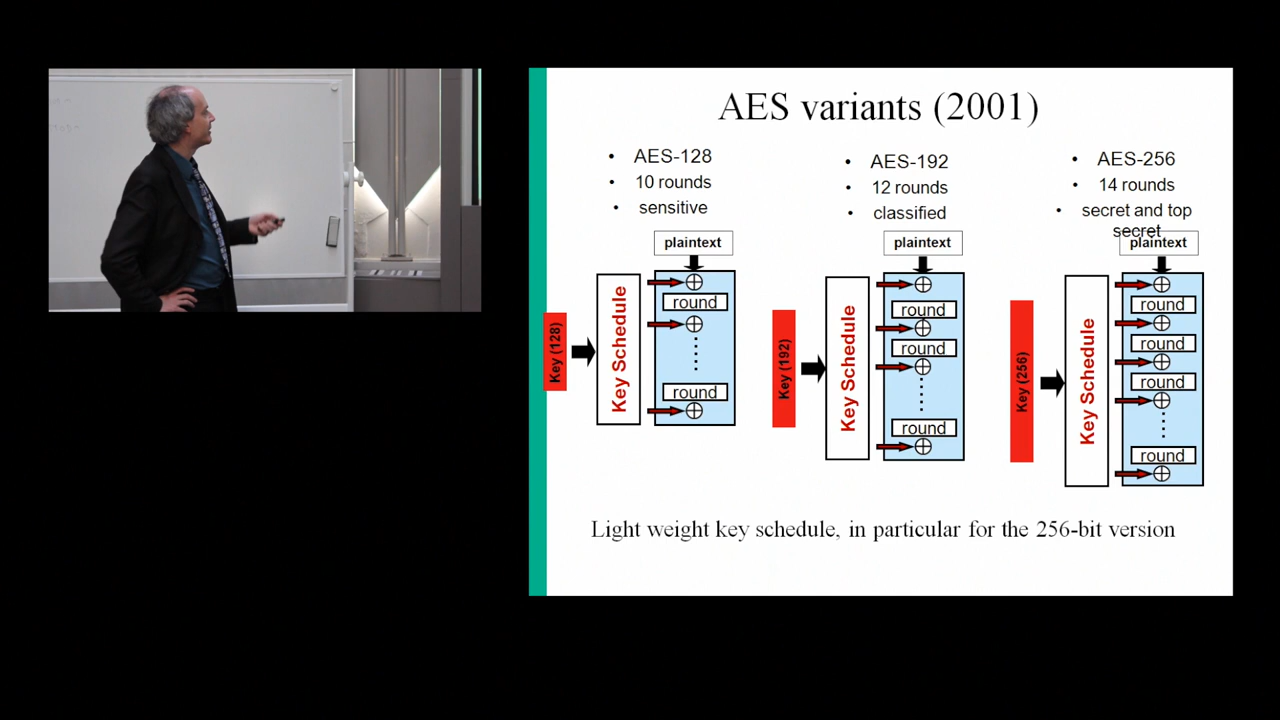 AES variants (2001)
• AES-128
• 10 rounds
• sensitive
plaintext
round
round
Key Schedule
Key (128)
• AES-192
• 12 rounds
• classified
plaintext
round
round
round
Key Schedule
Key (192)
• AES-256
• 14 rounds
• secret and top
secret
plaintext
round
round
round
round
Key Schedule
Key (256)
Light weight key schedule, in particular for the 256-bit version